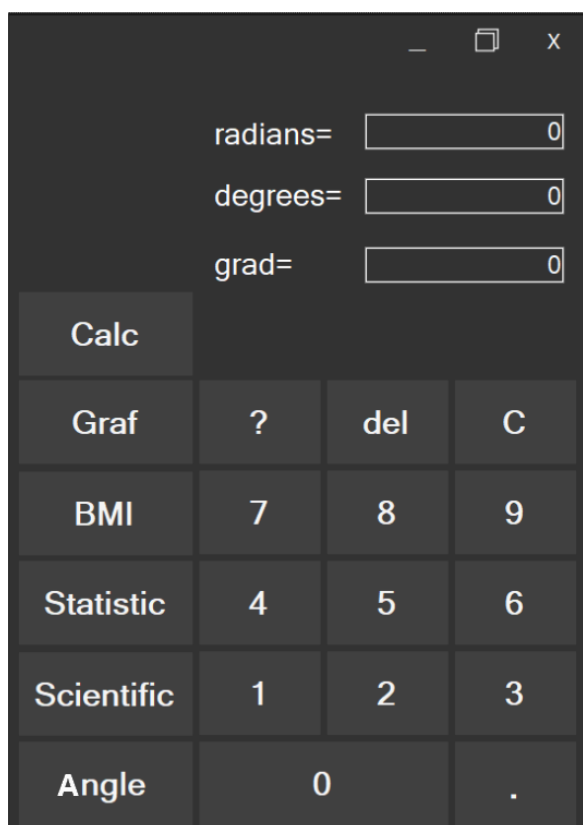 _ x
radians= 0
degrees= 0
grad= 0
Calc
Graf ? del C
BMI 7 8 9
Statistic 4 5 6
Scientific 1 2 3
Angle 0 .